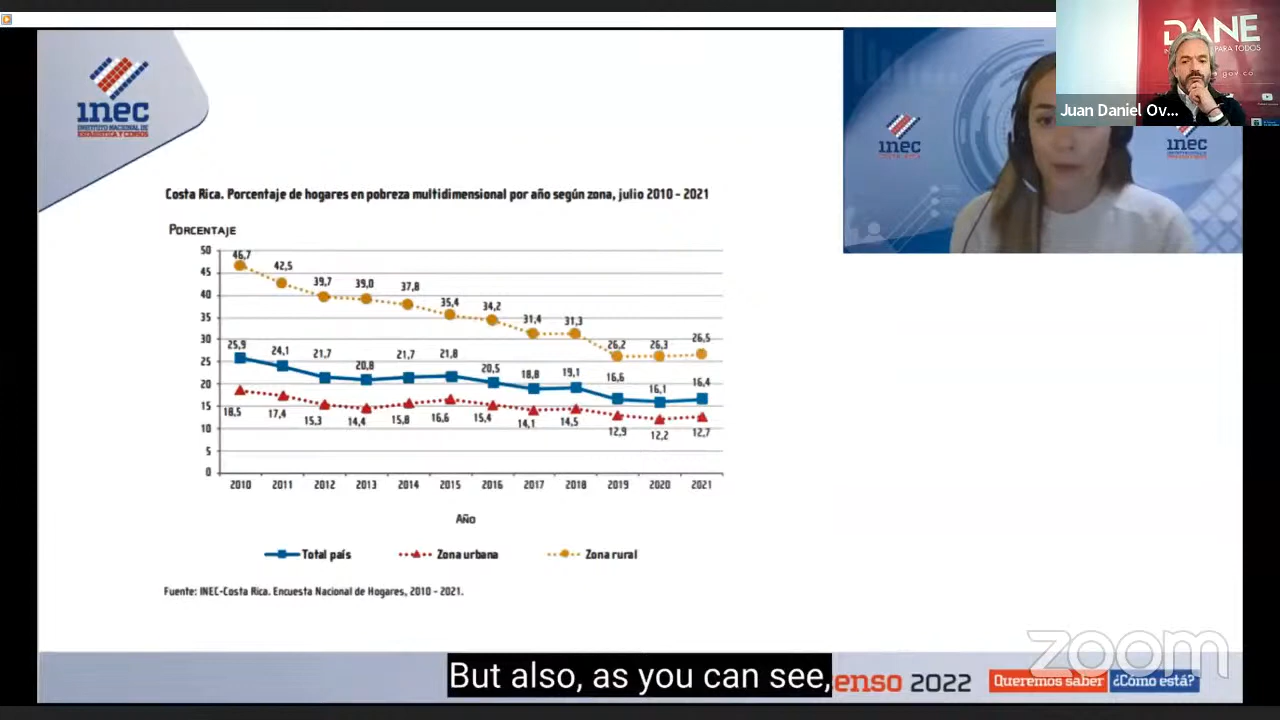 inec
INSTITUTO NACIONAL DE
ESTADÍSTICA Y CENSOS
Costa Rica. Porcentaje de hogares en pobreza multidimensional por año según zona, julio 2010 - 2021
PORCENTAJE
50
45
40
35
30
25
20
15
10
5
0
46,7 42,5 39,7 39,0 37,8 35,4 34,2 31,4 31,3 26,2 26,3 26,5
25,9 24,1 21,7 20,8 21,7 21,8 20,5 18,8 19,1 16,6 16,1 16,4
18,5 17,4 15,3 14,4 15,8 16,6 15,4 14,1 14,5 12,9 12,2 12,7
2010 2011 2012 2013 2014 2015 2016 2017 2018 2019 2020 2021
Año
Total país Zona urbana Zona rural
Fuente: INEC-Costa Rica. Encuesta Nacional de Hogares, 2010 - 2021.
inec
COSTA RICA
inec
DANE
PARA TODOS
Juan Daniel Ov...
zoom
But also, as you can see,
enso 2022
Queremos saber ¿Cómo está?